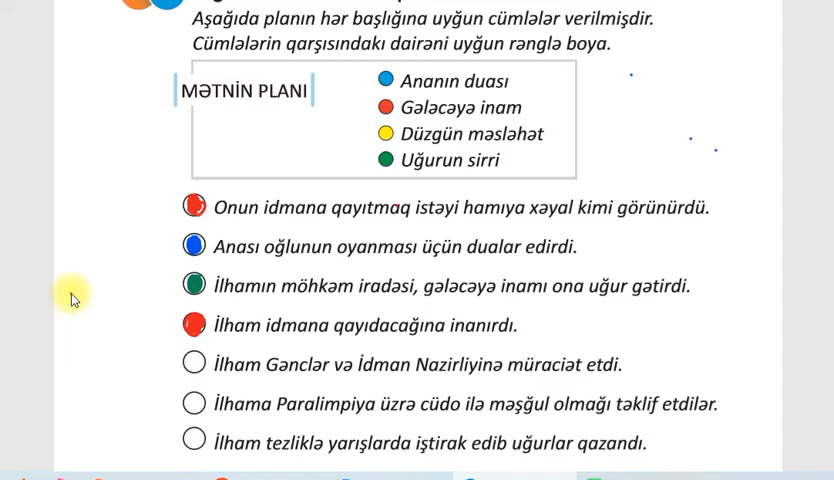 Aşağıda planın hər başlığına uyğun cümlələr verilmişdir.
Cümlələrin qarşısındakı dairəni uyğun rənglə boya.
MƏTNİN PLANI
Ananın duası
Gələcəyə inam
Düzgün məsləhət
Uğurun sirri
Onun idmana qayıtmaq istəyi hamıya xəyal kimi görünürdü.
Anası oğlunun oyanması üçün dualar edirdi.
İlhamın möhkəm iradəsi, gələcəyə inamı ona uğur gətirdi.
İlham idmana qayıdacağına inanırdı.
İlham Gənclər və İdman Nazirliyinə müraciət etdi.
İlhama Paralimpiya üzrə cüdo ilə məşğul olmağı təklif etdilər.
İlham tezliklə yarışlarda iştirak edib uğurlar qazandı.